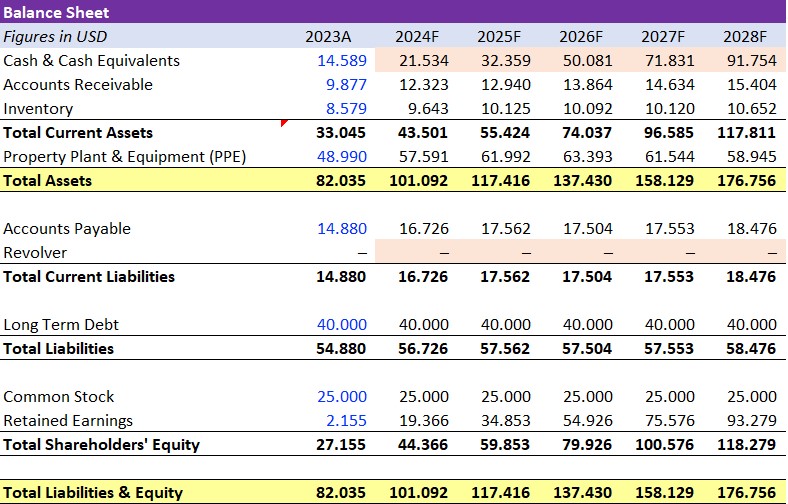 Balance Sheet
Figures in USD 2023A 2024F 2025F 2026F 2027F 2028F
Cash & Cash Equivalents 14.589 21.534 32.359 50.081 71.831 91.754
Accounts Receivable 9.877 12.323 12.940 13.864 14.634 15.404
Inventory 8.579 9.643 10.125 10.092 10.120 10.652
Total Current Assets 33.045 43.501 55.424 74.037 96.585 117.811
Property Plant & Equipment (PPE) 48.990 57.591 61.992 63.393 61.544 58.945
Total Assets 82.035 101.092 117.416 137.430 158.129 176.756
Accounts Payable 14.880 16.726 17.562 17.504 17.553 18.476
Revolver – – – – – –
Total Current Liabilities 14.880 16.726 17.562 17.504 17.553 18.476
Long Term Debt 40.000 40.000 40.000 40.000 40.000 40.000
Total Liabilities 54.880 56.726 57.562 57.504 57.553 58.476
Common Stock 25.000 25.000 25.000 25.000 25.000 25.000
Retained Earnings 2.155 19.366 34.853 54.926 75.576 93.279
Total Shareholders' Equity 27.155 44.366 59.853 79.926 100.576 118.279
Total Liabilities & Equity 82.035 101.092 117.416 137.430 158.129 176.756